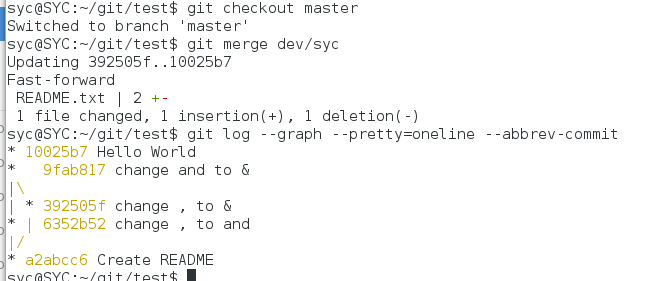 syc@SYC:~/git/test$ git checkout master
Switched to branch 'master'
syc@SYC:~/git/test$ git merge dev/syc
Updating 392505f..10025b7
Fast-forward
 README.txt | 2 +-
 1 file changed, 1 insertion(+), 1 deletion(-)
syc@SYC:~/git/test$ git log --graph --pretty=oneline --abbrev-commit
* 10025b7 Hello World
*   9fab817 change and to &
|\
| * 392505f change , to &
* | 6352b52 change , to and
|/
* a2abcc6 Create README
syc@SYC:~/git/test$